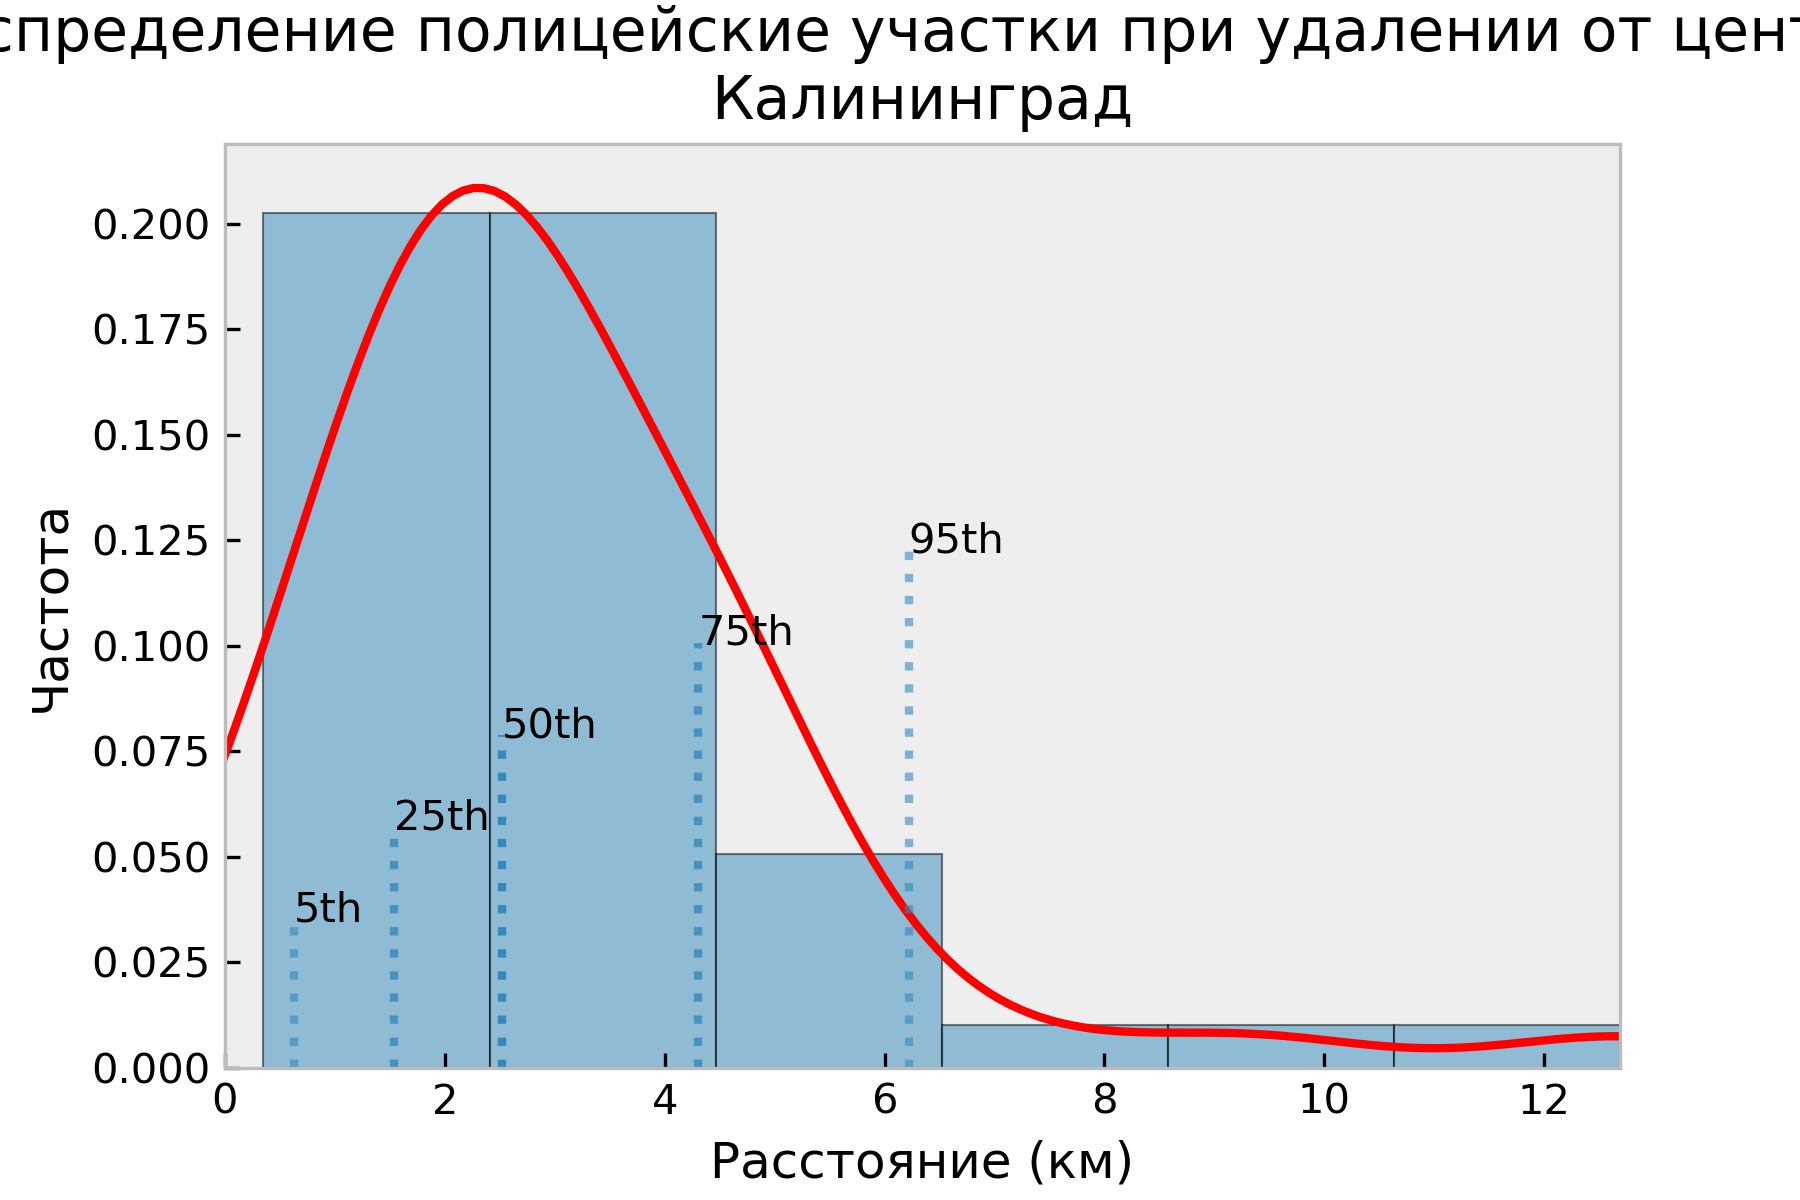 спределение полицейские участки при удалении от цент
Калининград
Частота
0.200
0.175
0.150
0.125
0.100
0.075
0.050
0.025
0.000
95th
75th
50th
25th
5th
0 2 4 6 8 10 12
Расстояние (км)